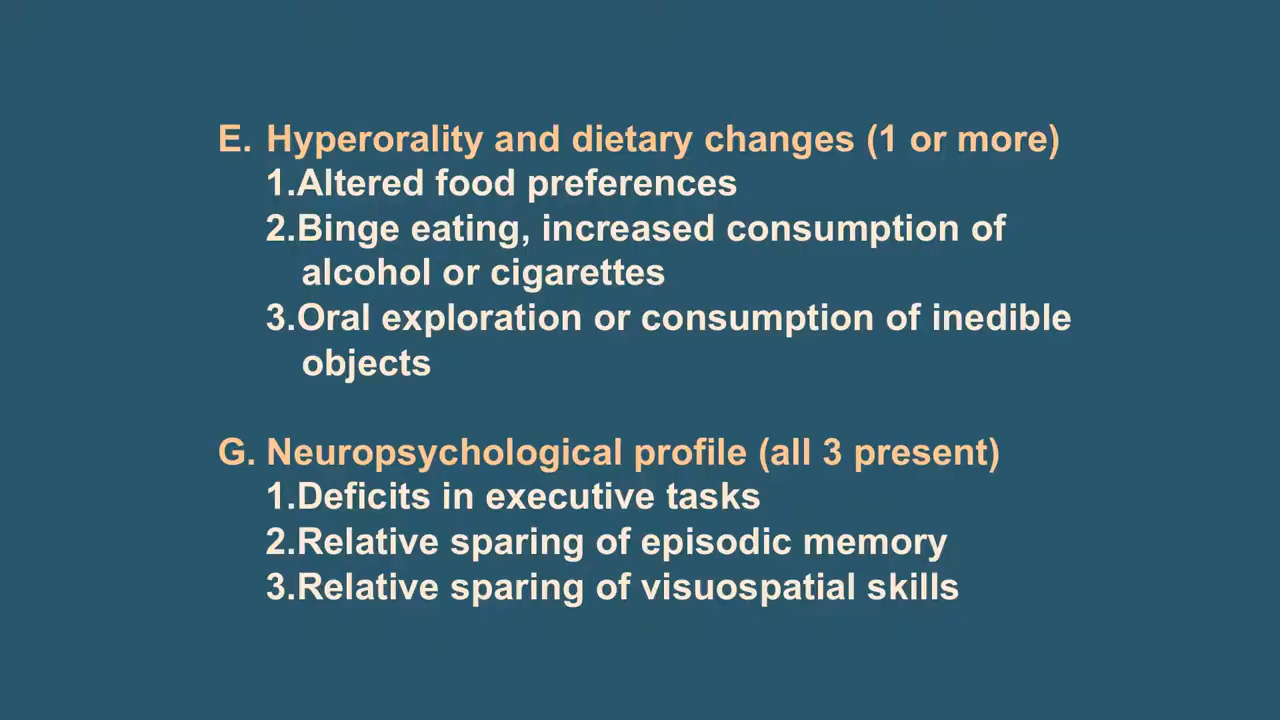 E. Hyperorality and dietary changes (1 or more)
1.Altered food preferences
2.Binge eating, increased consumption of
alcohol or cigarettes
3.Oral exploration or consumption of inedible
objects
G. Neuropsychological profile (all 3 present)
1.Deficits in executive tasks
2.Relative sparing of episodic memory
3.Relative sparing of visuospatial skills